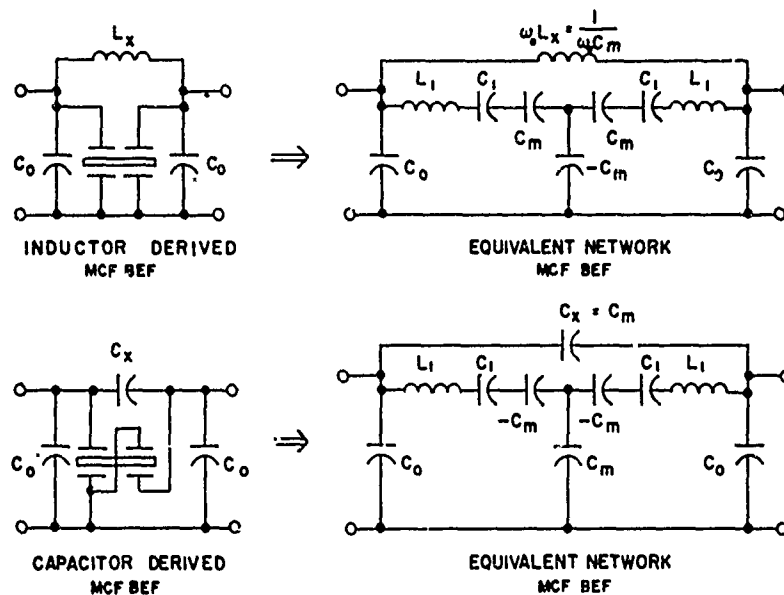 Lx
Co
Co
INDUCTOR DERIVED
MCF BEF
ωoLx = 1/ωoCm
L1
C1
C1
L1
Cm
Cm
Co
-Cm
Co
EQUIVALENT NETWORK
MCF BEF
Cx
Co
Co
CAPACITOR DERIVED
MCF BEF
Cx = Cm
L1
C1
C1
L1
-Cm
-Cm
Co
Cm
Co
EQUIVALENT NETWORK
MCF BEF